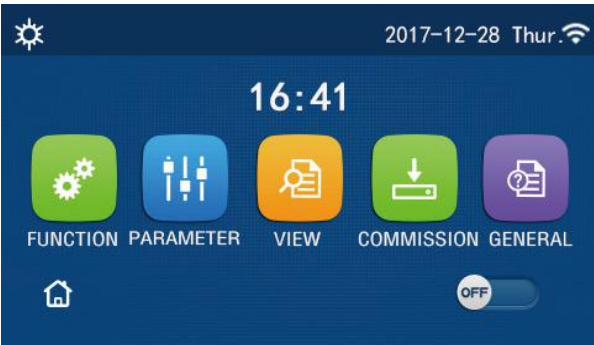 2017-12-28 Thur.
16:41
FUNCTION PARAMETER VIEW COMMISSION GENERAL
OFF